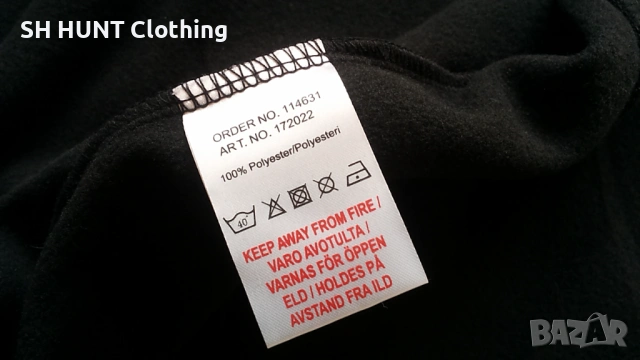 SH HUNT Clothing
ORDER NO. 114631
ART. NO. 172022
100% Polyester/Polyesteri
40°
KEEP AWAY FROM FIRE /
VARO AVOTULTA /
VARNAS FÖR ÖPPEN
ELD / HOLDES PÅ
AVSTAND FRA ILD
BAZAR